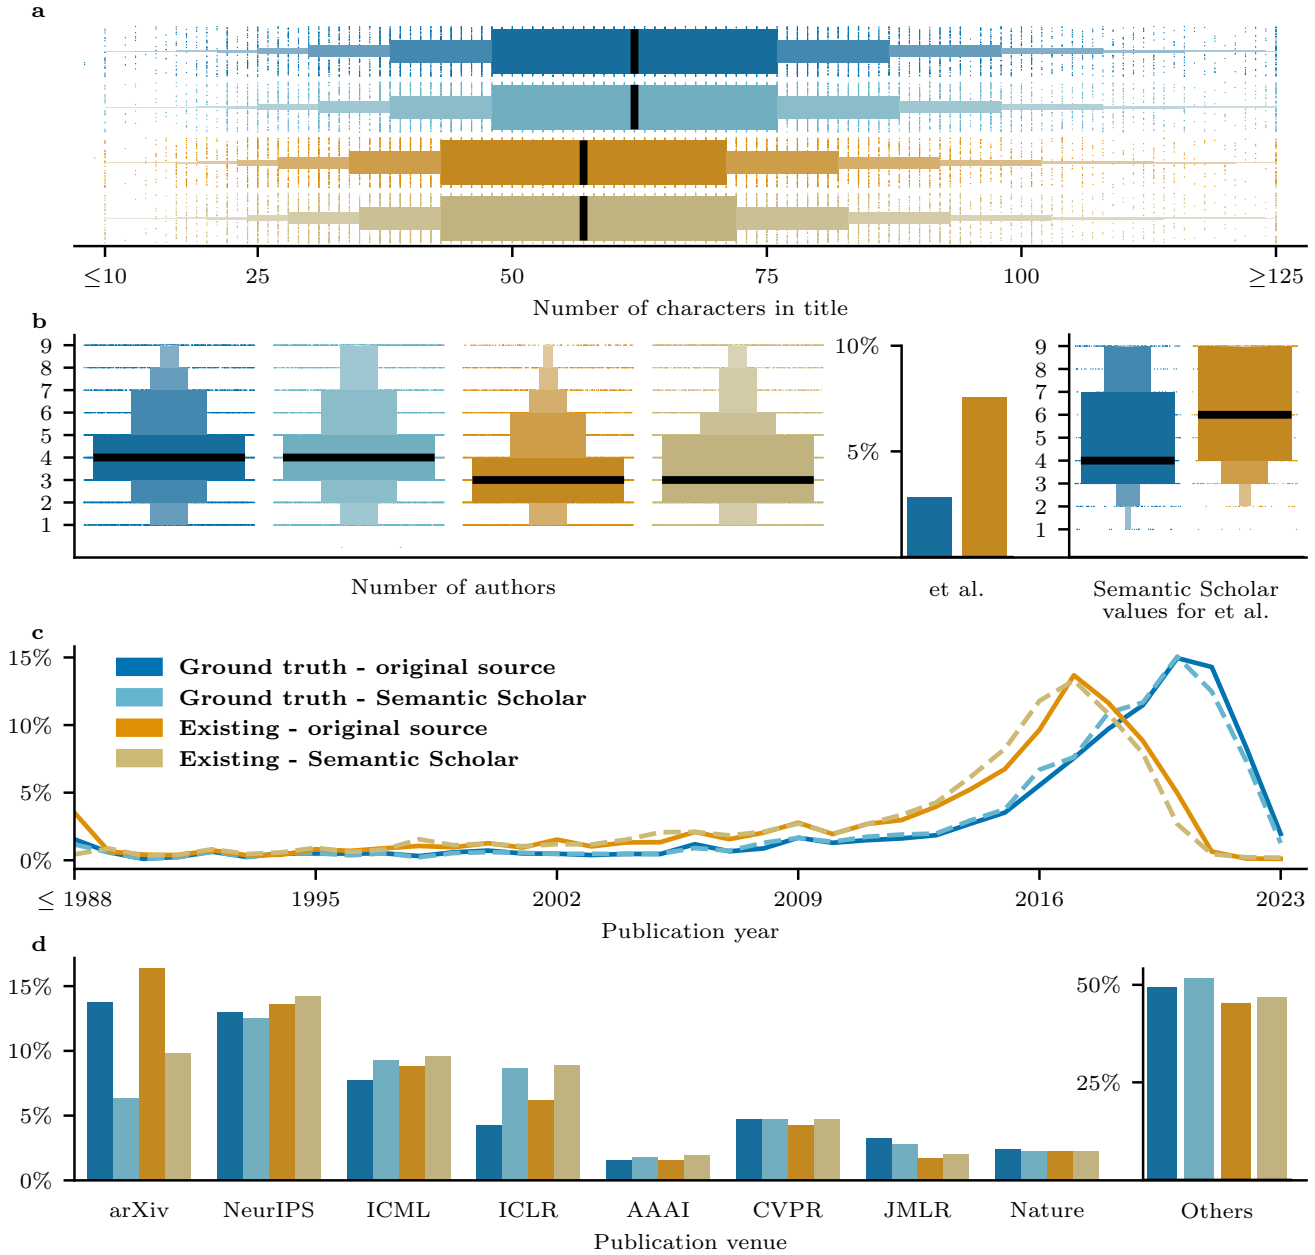 a
≤10 25 50 75 100 ≥125
Number of characters in title
b
9
8
7
6
5
4
3
2
1
Number of authors
10%
5%
et al.
9
8
7
6
5
4
3
2
1
Semantic Scholar
values for et al.
c
15%
10%
5%
0%
Ground truth - original source
Ground truth - Semantic Scholar
Existing - original source
Existing - Semantic Scholar
≤ 1988 1995 2002 2009 2016 2023
Publication year
d
15%
10%
5%
0%
50%
25%
arXiv NeurIPS ICML ICLR AAAI CVPR JMLR Nature Others
Publication venue